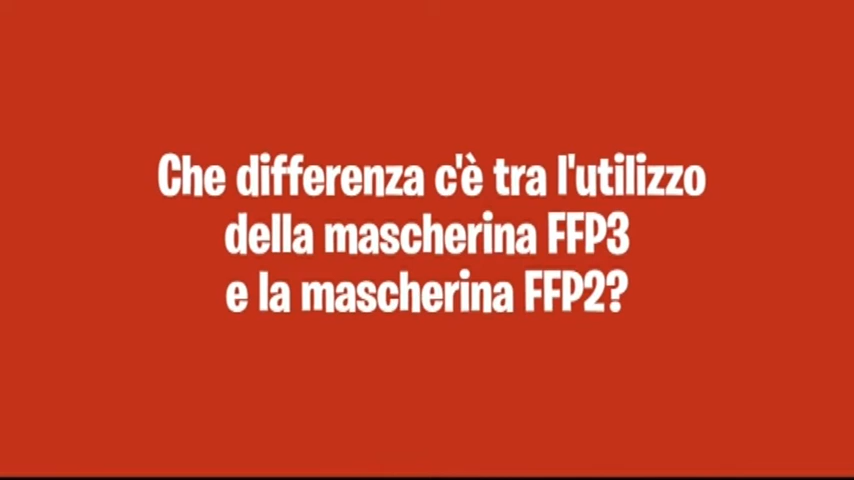 Che differenza c'è tra l'utilizzo
della mascherina FFP3
e la mascherina FFP2?